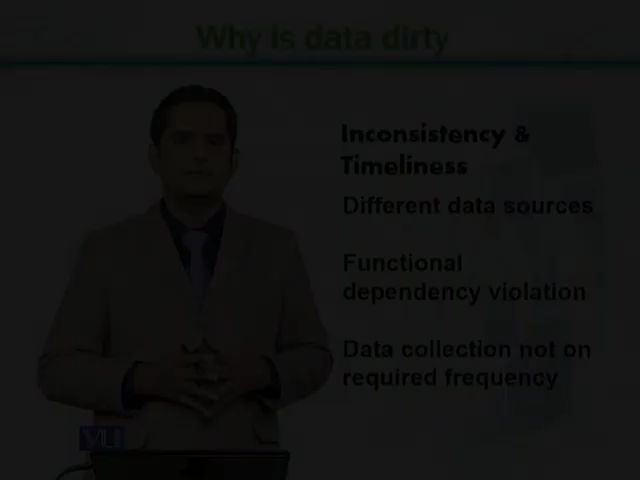 Why is data dirty
Inconsistency &
Timeliness
Different data sources
Functional
dependency violation
Data collection not on
required frequency
VU